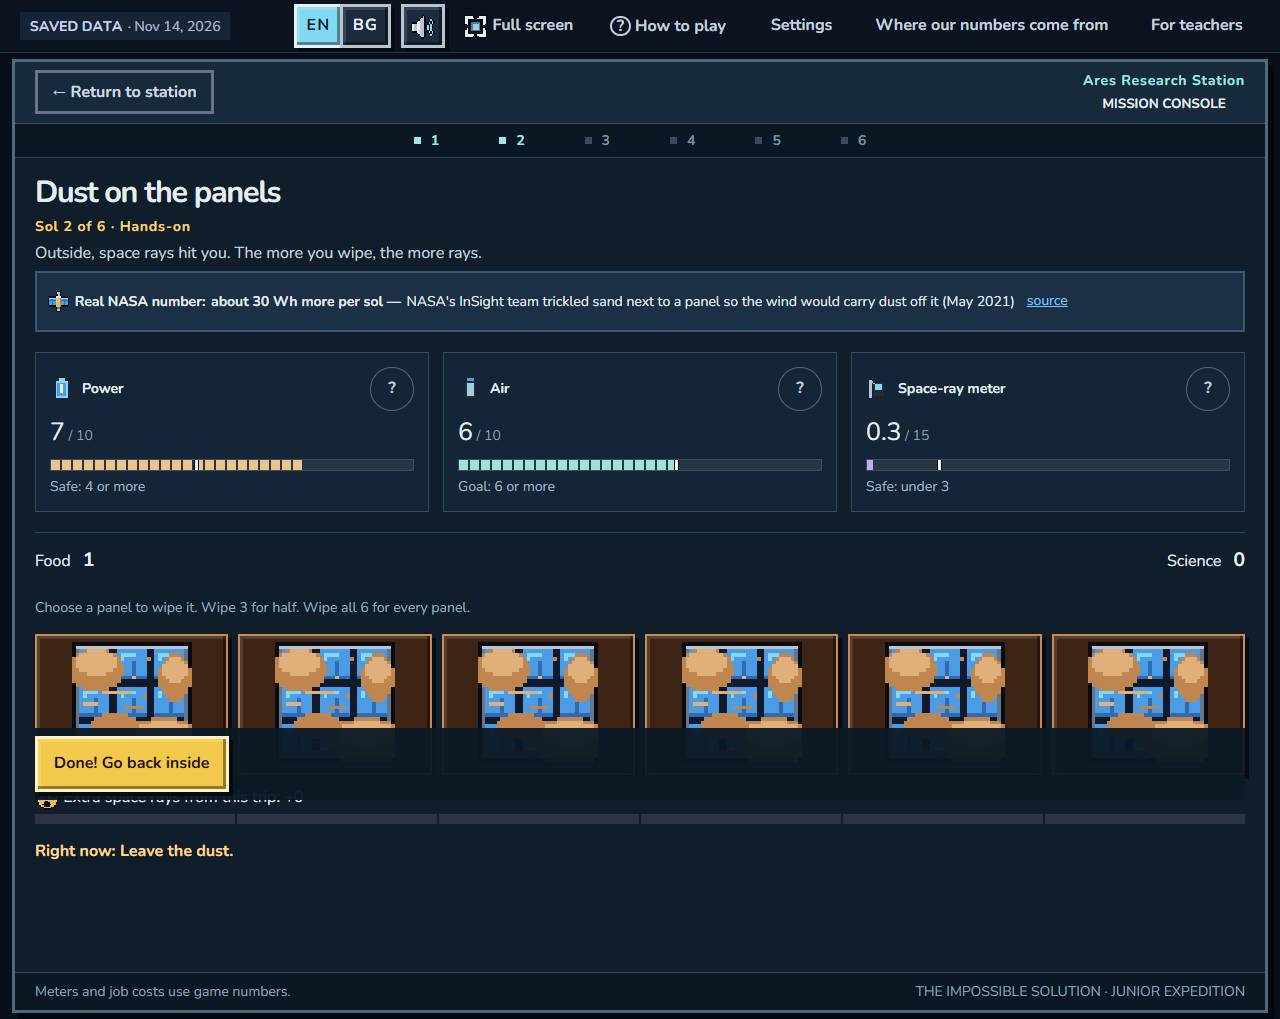 SAVED DATA · Nov 14, 2026
EN
BG
Full screen
? How to play
Settings
Where our numbers come from
For teachers
← Return to station
Ares Research Station
MISSION CONSOLE
1 2 3 4 5 6
Dust on the panels
Sol 2 of 6 · Hands-on
Outside, space rays hit you. The more you wipe, the more rays.
Real NASA number: about 30 Wh more per sol — NASA's InSight team trickled sand next to a panel so the wind would carry dust off it (May 2021) source
Power ?
7 / 10
Safe: 4 or more
Air ?
6 / 10
Goal: 6 or more
Space-ray meter ?
0.3 / 15
Safe: under 3
Food 1
Science 0
Choose a panel to wipe it. Wipe 3 for half. Wipe all 6 for every panel.
Done! Go back inside
Extra space rays from this trip: +0
Right now: Leave the dust.
Meters and job costs use game numbers.
THE IMPOSSIBLE SOLUTION · JUNIOR EXPEDITION